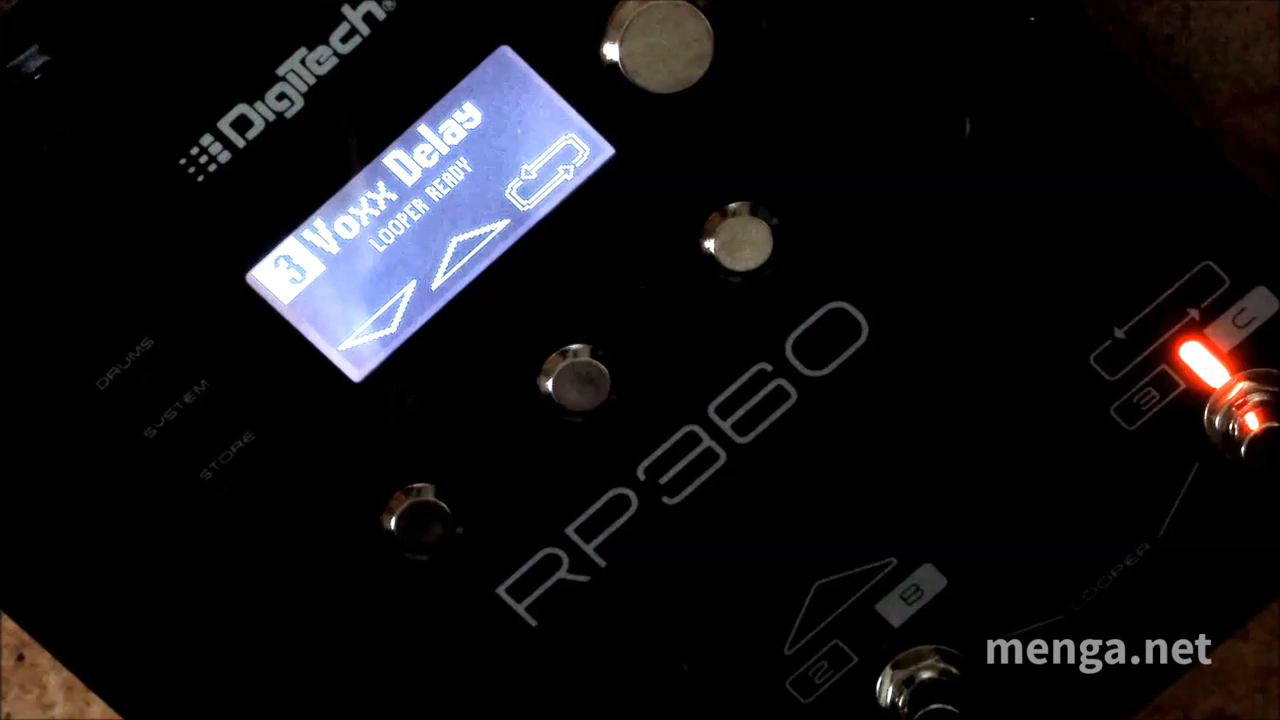 DigiTech®
3 Voxx Delay
LOOPER READY
DRUMS
SYSTEM
STORE
RP360
C
3
LOOPER
B
2
menga.net